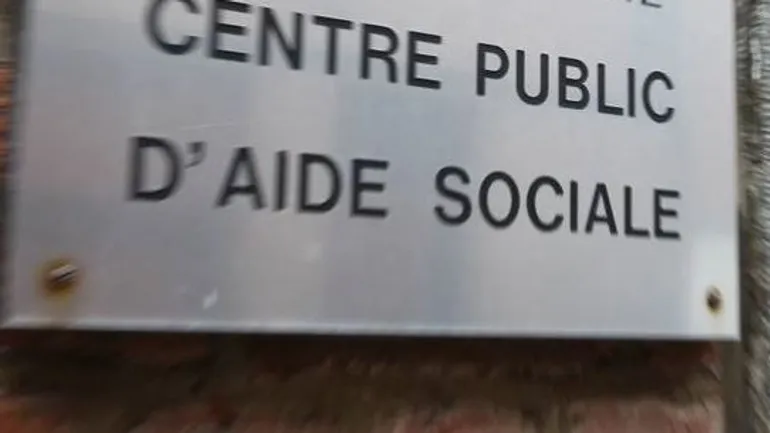 CENTRE PUBLIC
D'AIDE SOCIALE